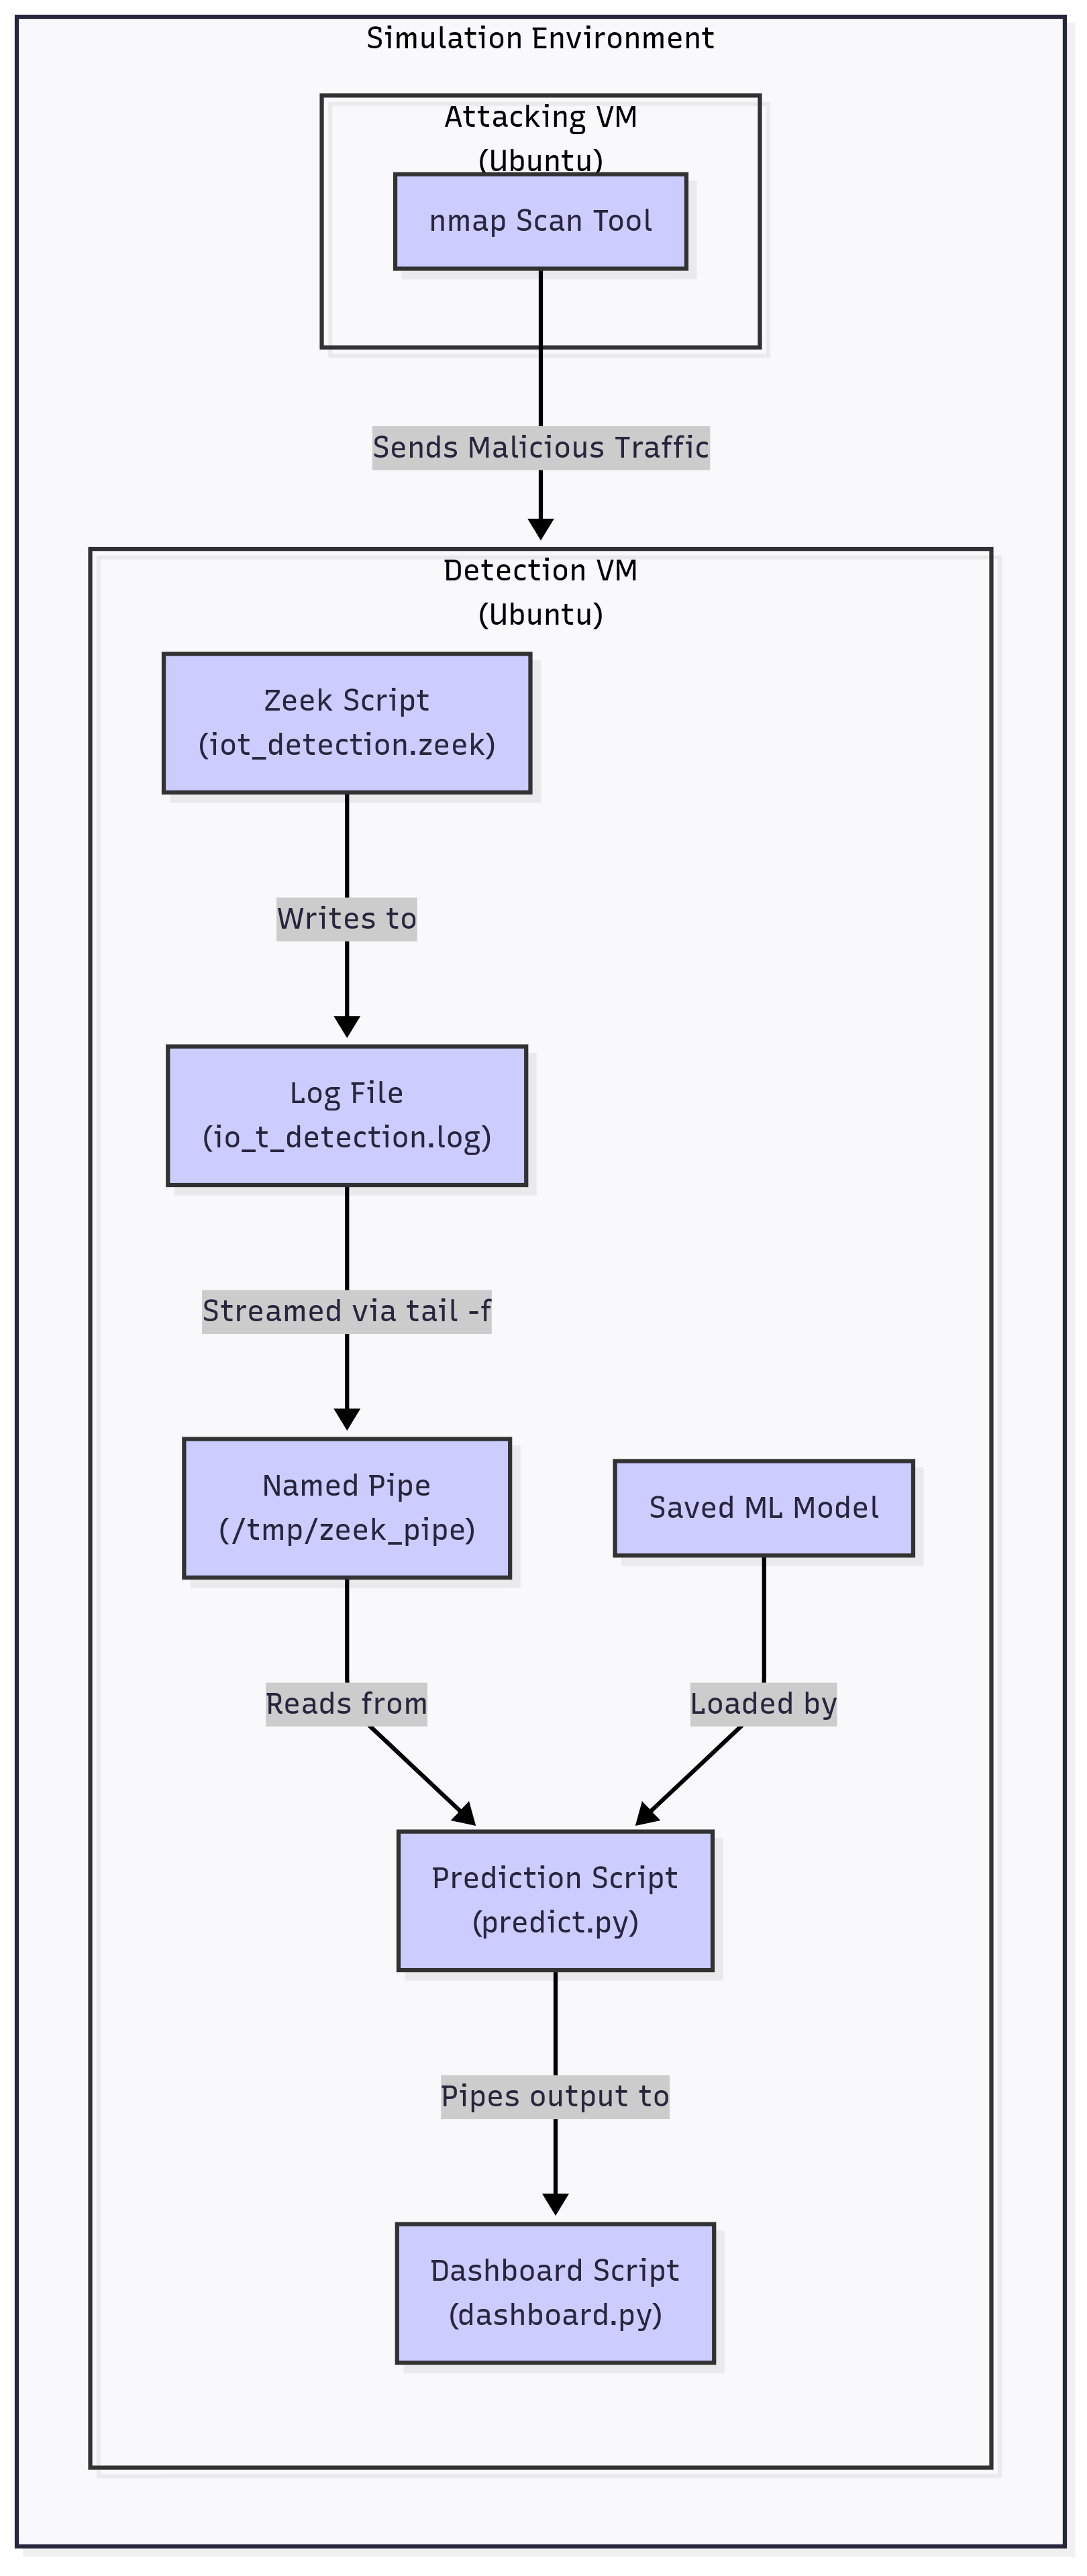 Simulation Environment
Attacking VM
(Ubuntu)
nmap Scan Tool
Sends Malicious Traffic
Detection VM
(Ubuntu)
Zeek Script
(iot_detection.zeek)
Writes to
Log File
(io_t_detection.log)
Streamed via tail -f
Named Pipe
(/tmp/zeek_pipe)
Saved ML Model
Reads from
Loaded by
Prediction Script
(predict.py)
Pipes output to
Dashboard Script
(dashboard.py)